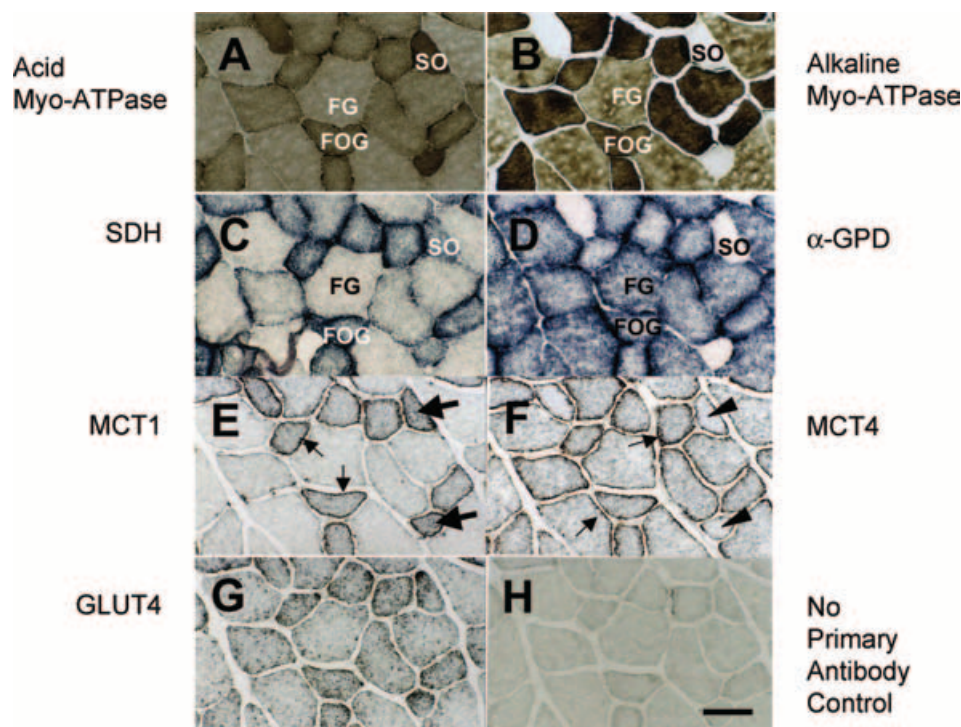 Acid
Myo-ATPase
A
SO
FG
FOG
B
SO
FG
FOG
Alkaline
Myo-ATPase
SDH
C
SO
FG
FOG
D
SO
FG
FOG
α-GPD
MCT1
E
F
MCT4
GLUT4
G
H
No
Primary
Antibody
Control